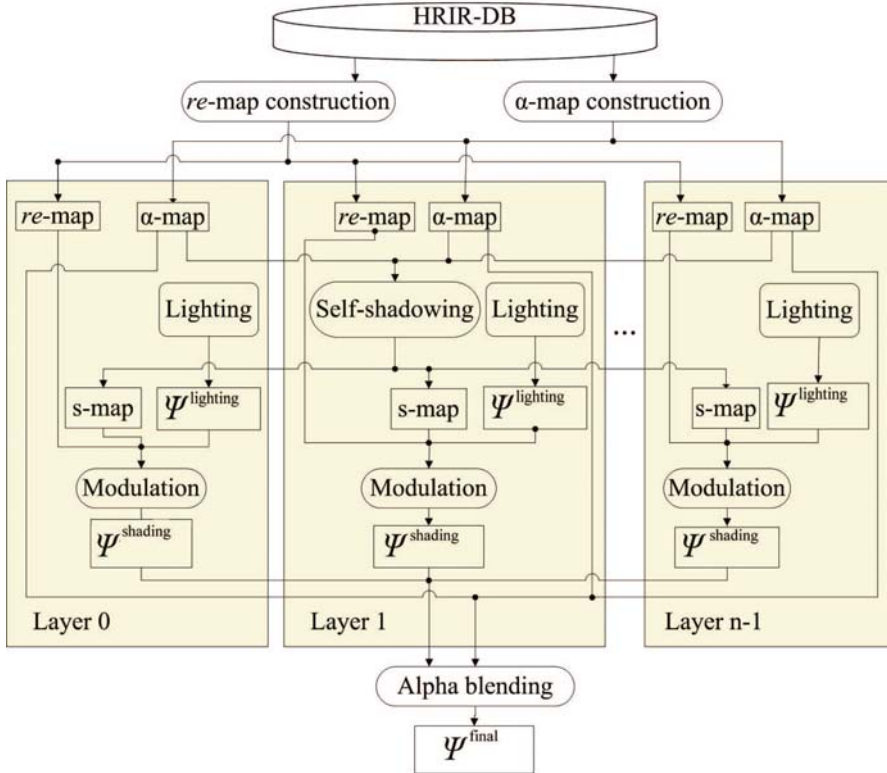 HRIR-DB
re-map construction
α-map construction
re-map
α-map
re-map
α-map
re-map
α-map
Lighting
Self-shadowing
Lighting
Lighting
...
s-map
Ψlighting
s-map
Ψlighting
s-map
Ψlighting
Modulation
Modulation
Modulation
Ψshading
Ψshading
Ψshading
Layer 0
Layer 1
Layer n-1
Alpha blending
Ψfinal